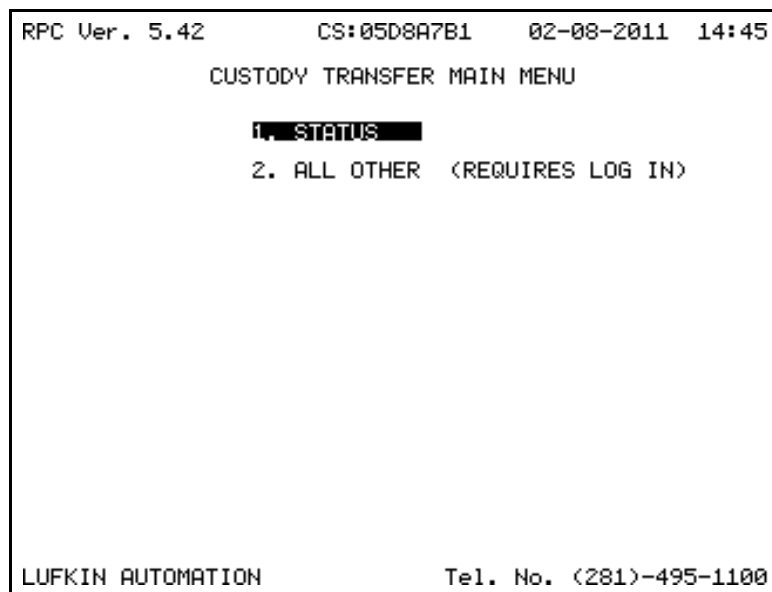 RPC Ver. 5.42 CS:05D8A7B1 02-08-2011 14:45
CUSTODY TRANSFER MAIN MENU
1. STATUS
2. ALL OTHER (REQUIRES LOG IN)
LUFKIN AUTOMATION Tel. No. (281)-495-1100